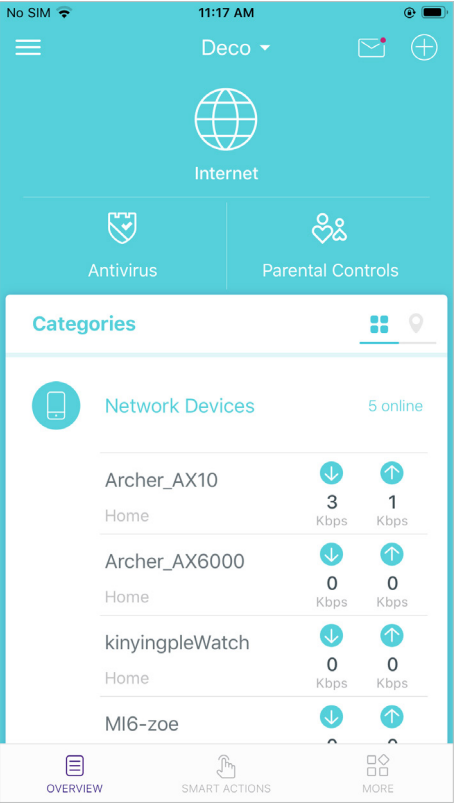 No SIM 11:17 AM
Deco
Internet
Antivirus Parental Controls
Categories
Network Devices 5 online
Archer_AX10
Home
3 1
Kbps Kbps
Archer_AX6000
Home
0 0
Kbps Kbps
kinyingpleWatch
Home
0 0
Kbps Kbps
MI6-zoe
OVERVIEW SMART ACTIONS MORE